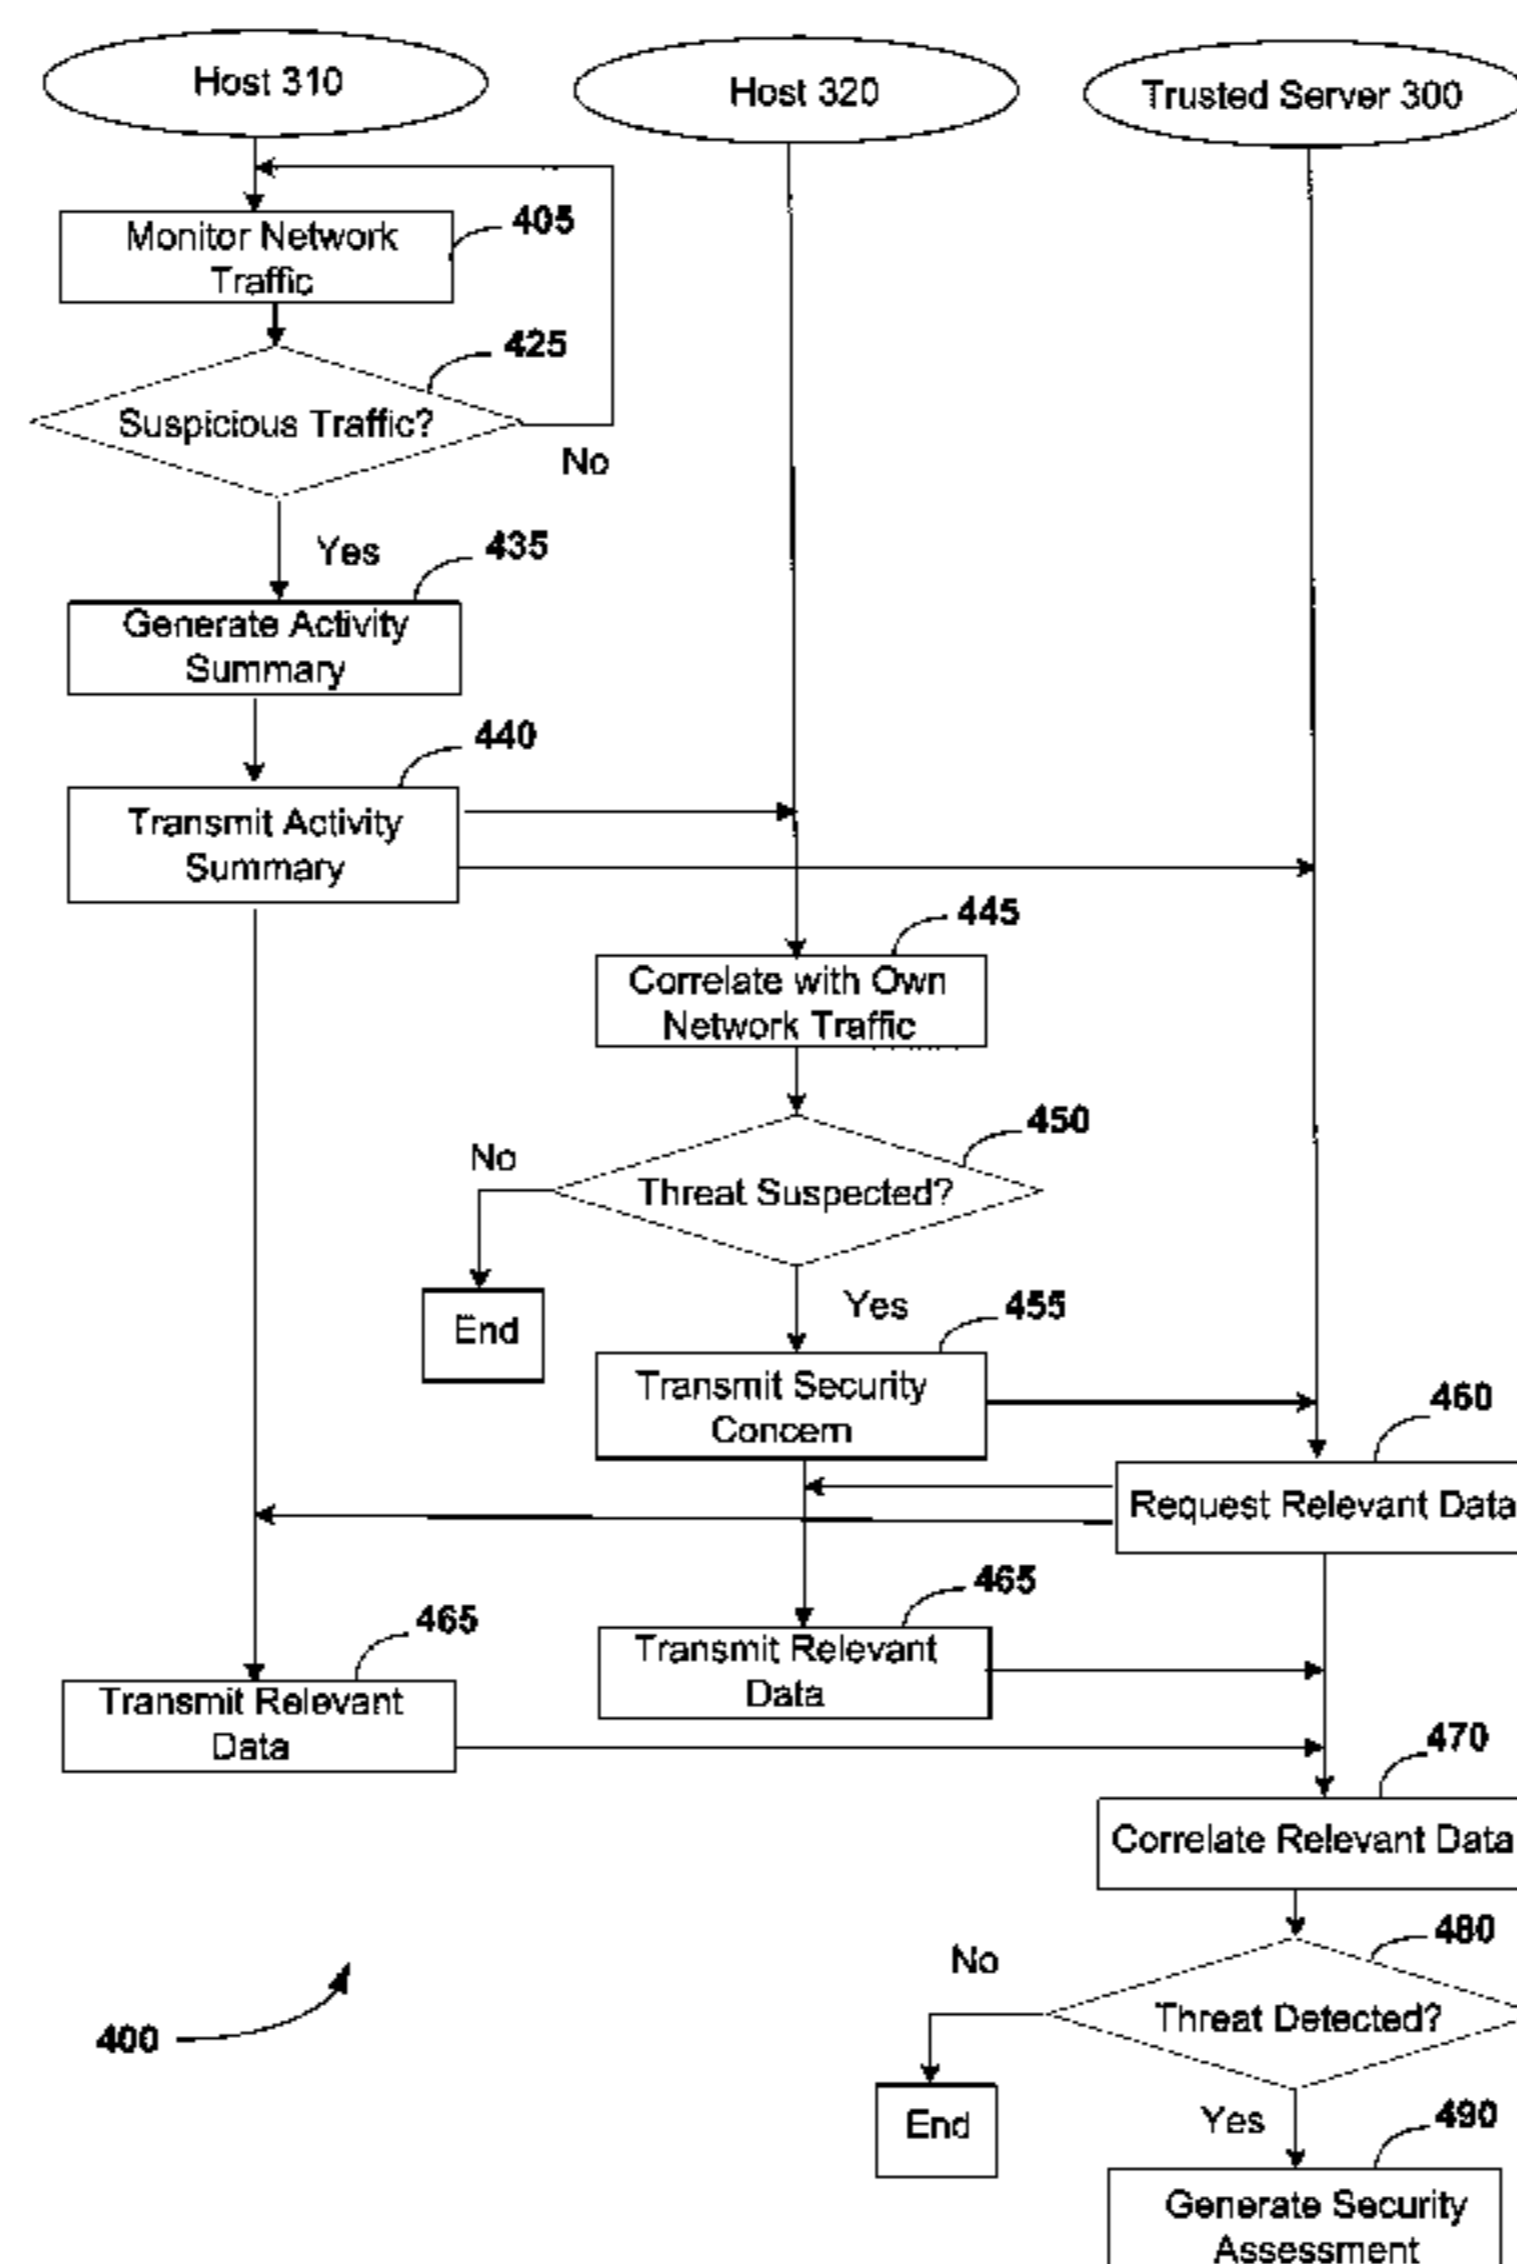 Host 310
Host 320
Trusted Server 300
405
Monitor Network
Traffic
425
Suspicious Traffic?
No
Yes
435
Generate Activity
Summary
440
Transmit Activity
Summary
445
Correlate with Own
Network Traffic
450
No
Threat Suspected?
End
Yes
455
Transmit Security
Concern
460
Request Relevant Data
465
Transmit Relevant
Data
465
Transmit Relevant
Data
470
Correlate Relevant Data
480
No
Threat Detected?
400
End
Yes
490
Generate Security
Assessment